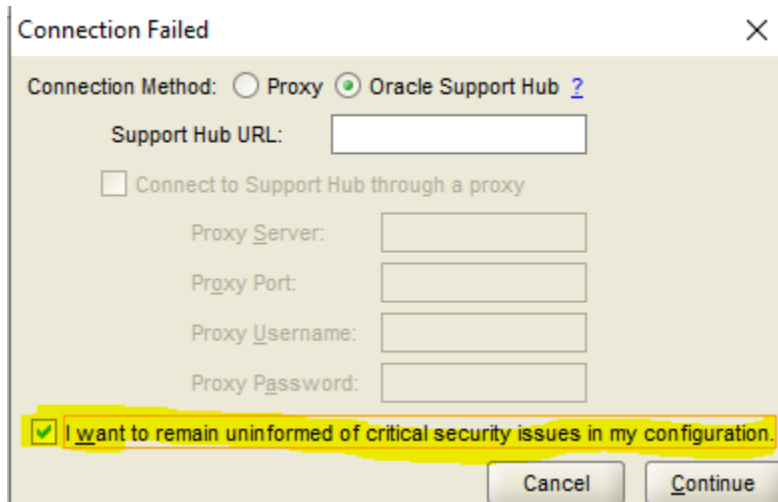 Connection Failed
Connection Method: Proxy Oracle Support Hub ?
Support Hub URL:
Connect to Support Hub through a proxy
Proxy Server:
Proxy Port:
Proxy Username:
Proxy Password:
I want to remain uninformed of critical security issues in my configuration.
Cancel Continue